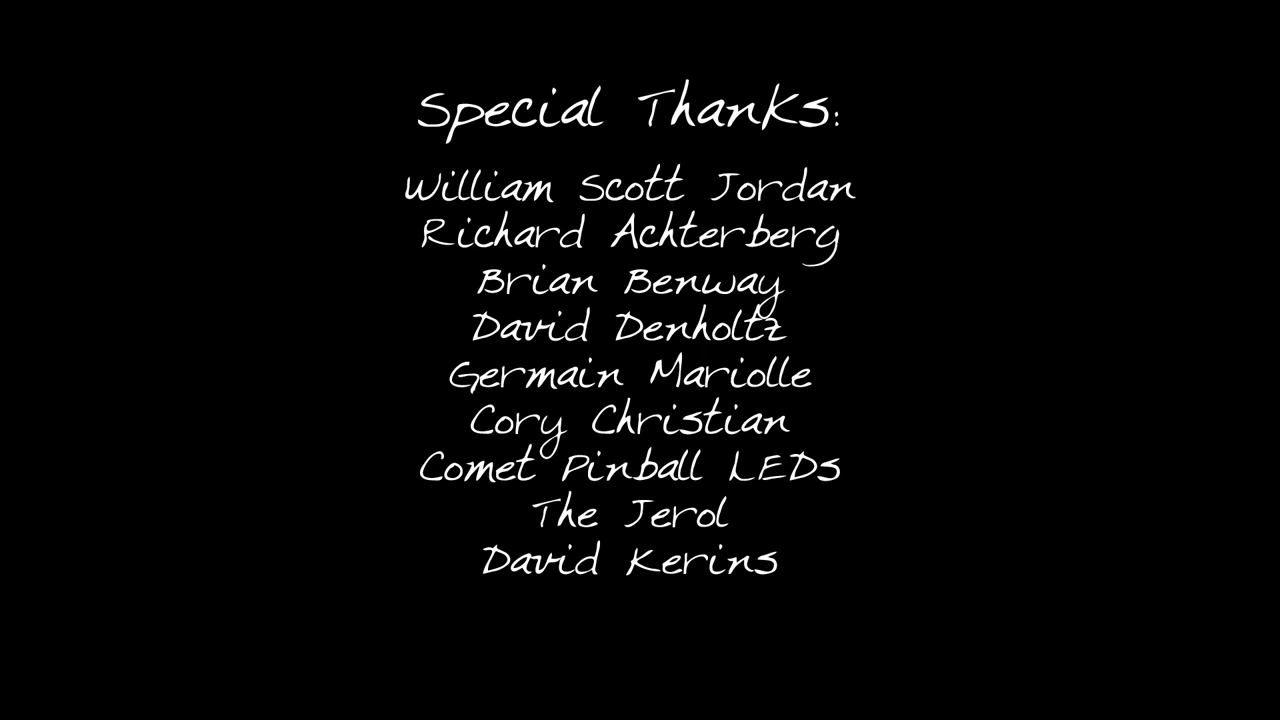 Special Thanks:
William Scott Jordan
Richard Achterberg
Brian Benway
David Denholtz
Germain Mariolle
Cory Christian
Comet Pinball LEDs
The Jerol
David Kerins